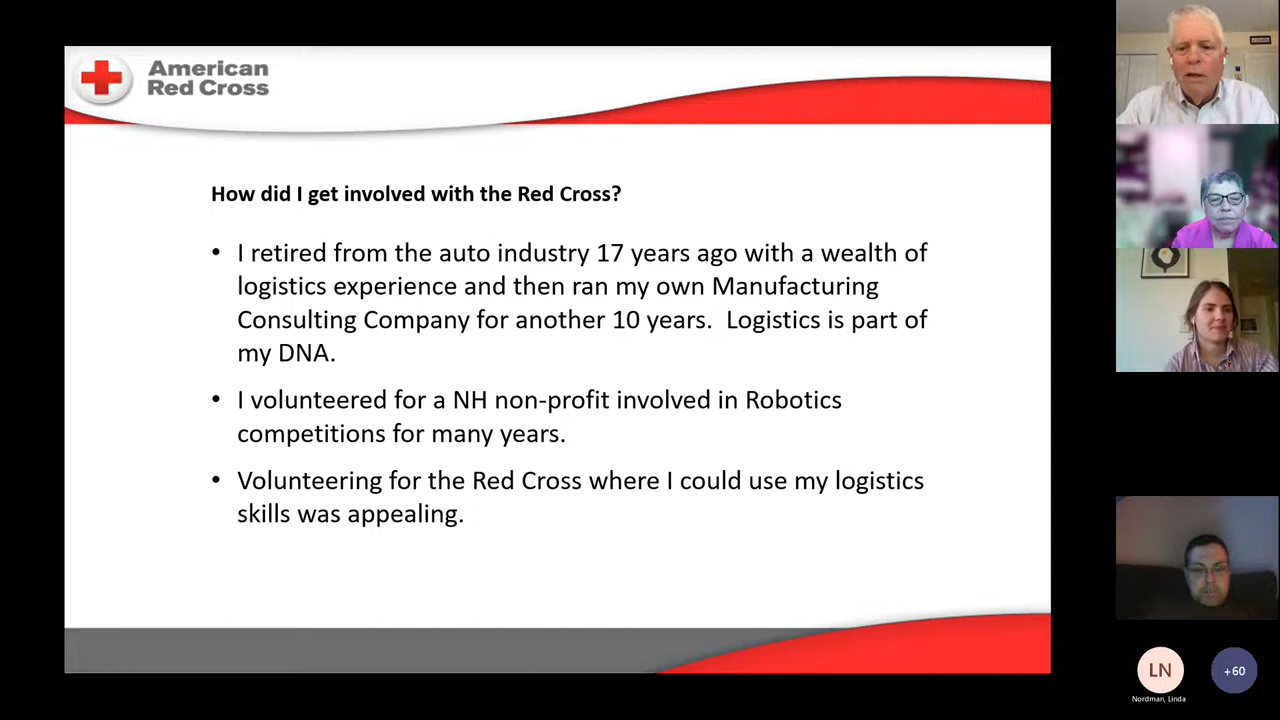 American
Red Cross
How did I get involved with the Red Cross?
• I retired from the auto industry 17 years ago with a wealth of
logistics experience and then ran my own Manufacturing
Consulting Company for another 10 years.  Logistics is part of
my DNA.
• I volunteered for a NH non-profit involved in Robotics
competitions for many years.
• Volunteering for the Red Cross where I could use my logistics
skills was appealing.
LN
+60
Nordman, Linda